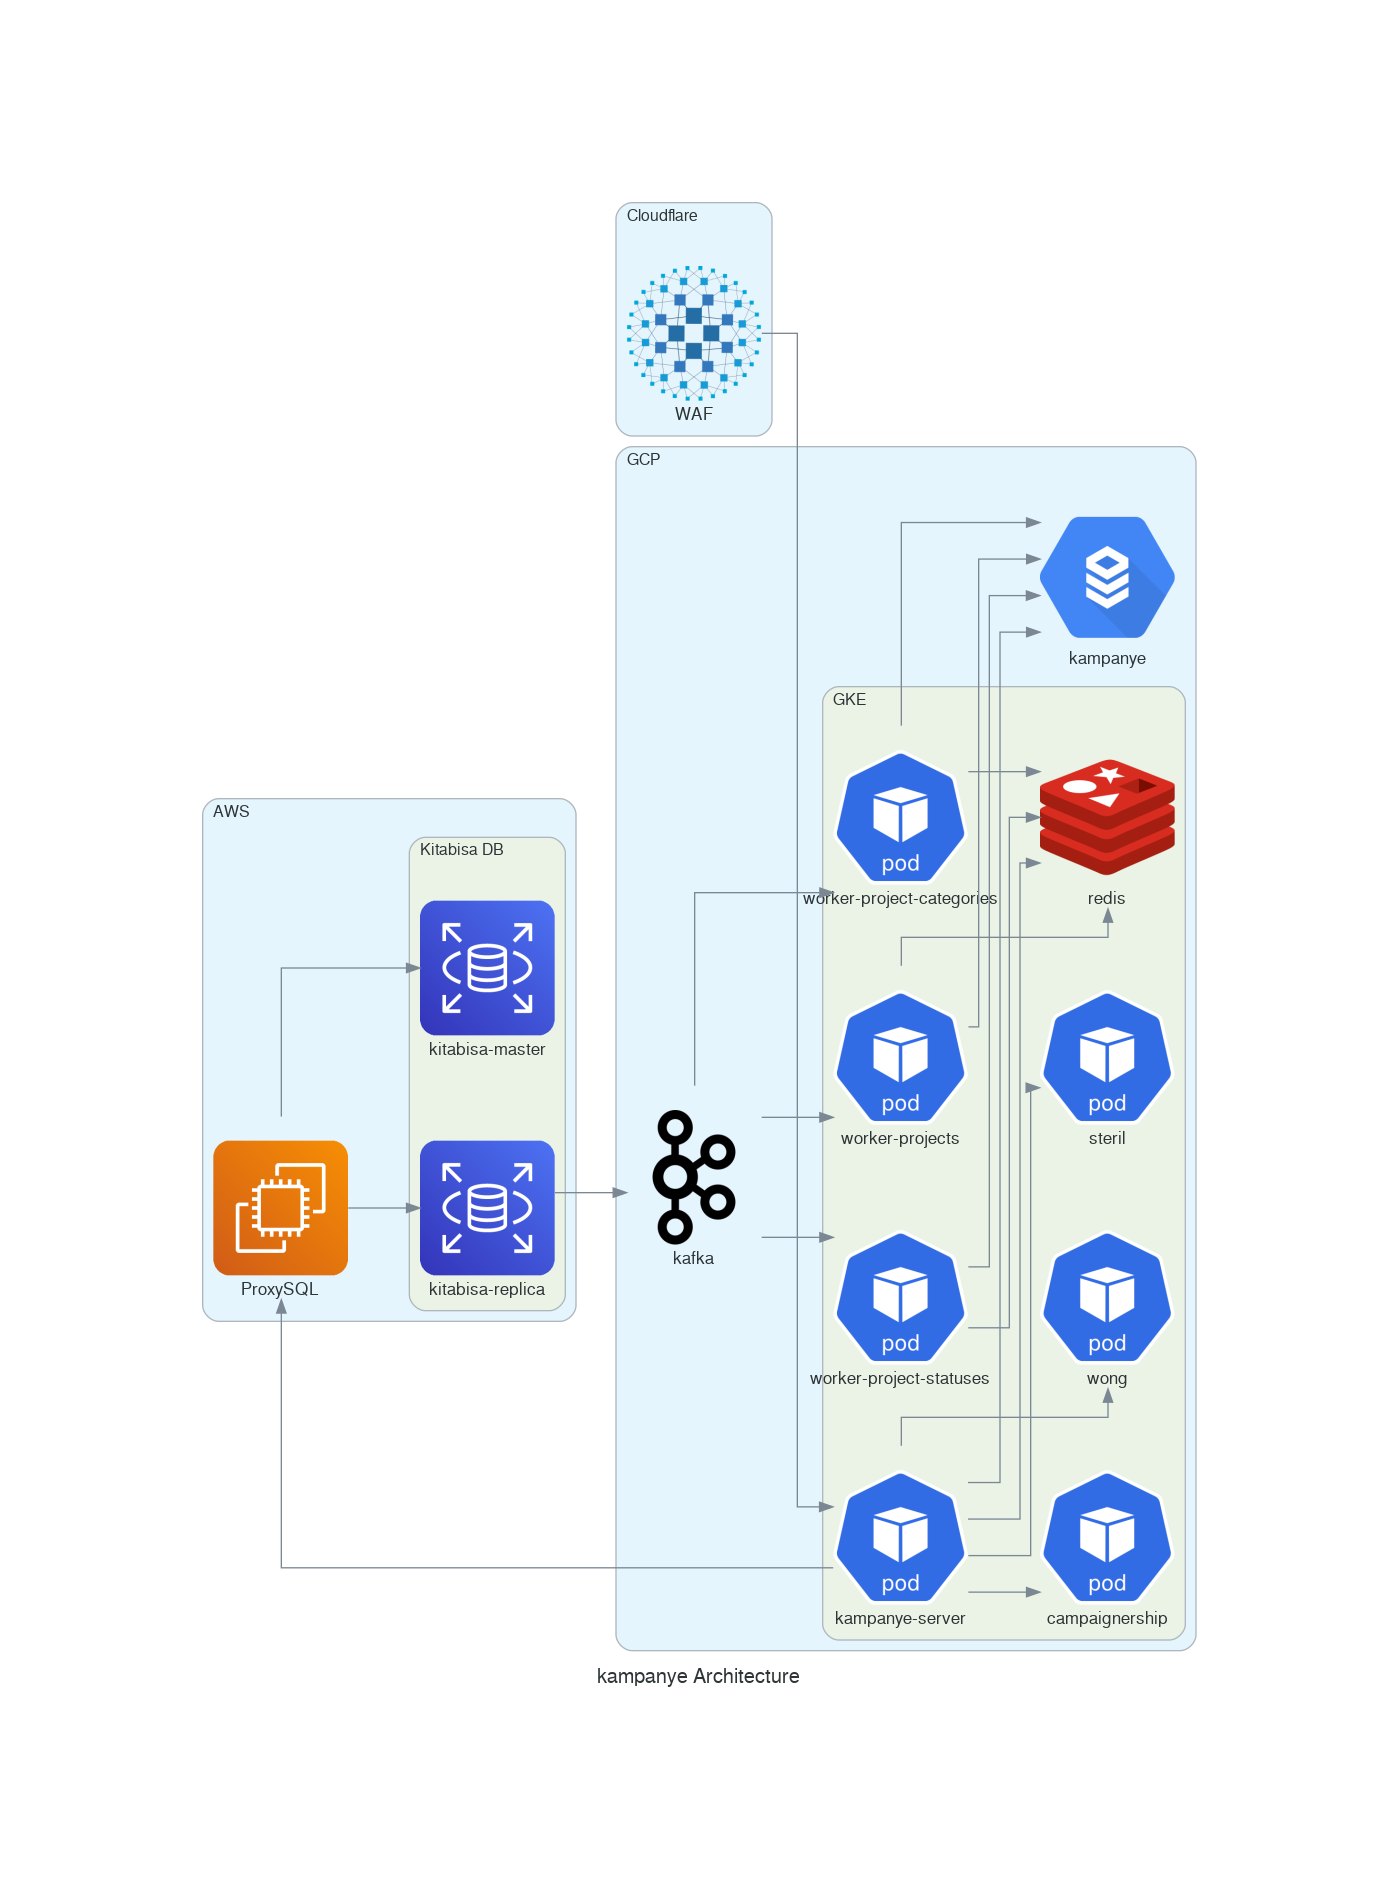 Cloudflare
WAF
GCP
kampanye
GKE
pod
worker-project-categories
redis
AWS
Kitabisa DB
kitabisa-master
pod
worker-projects
pod
steril
ProxySQL
kitabisa-replica
kafka
pod
worker-project-statuses
pod
wong
pod
kampanye-server
pod
campaignership
kampanye Architecture